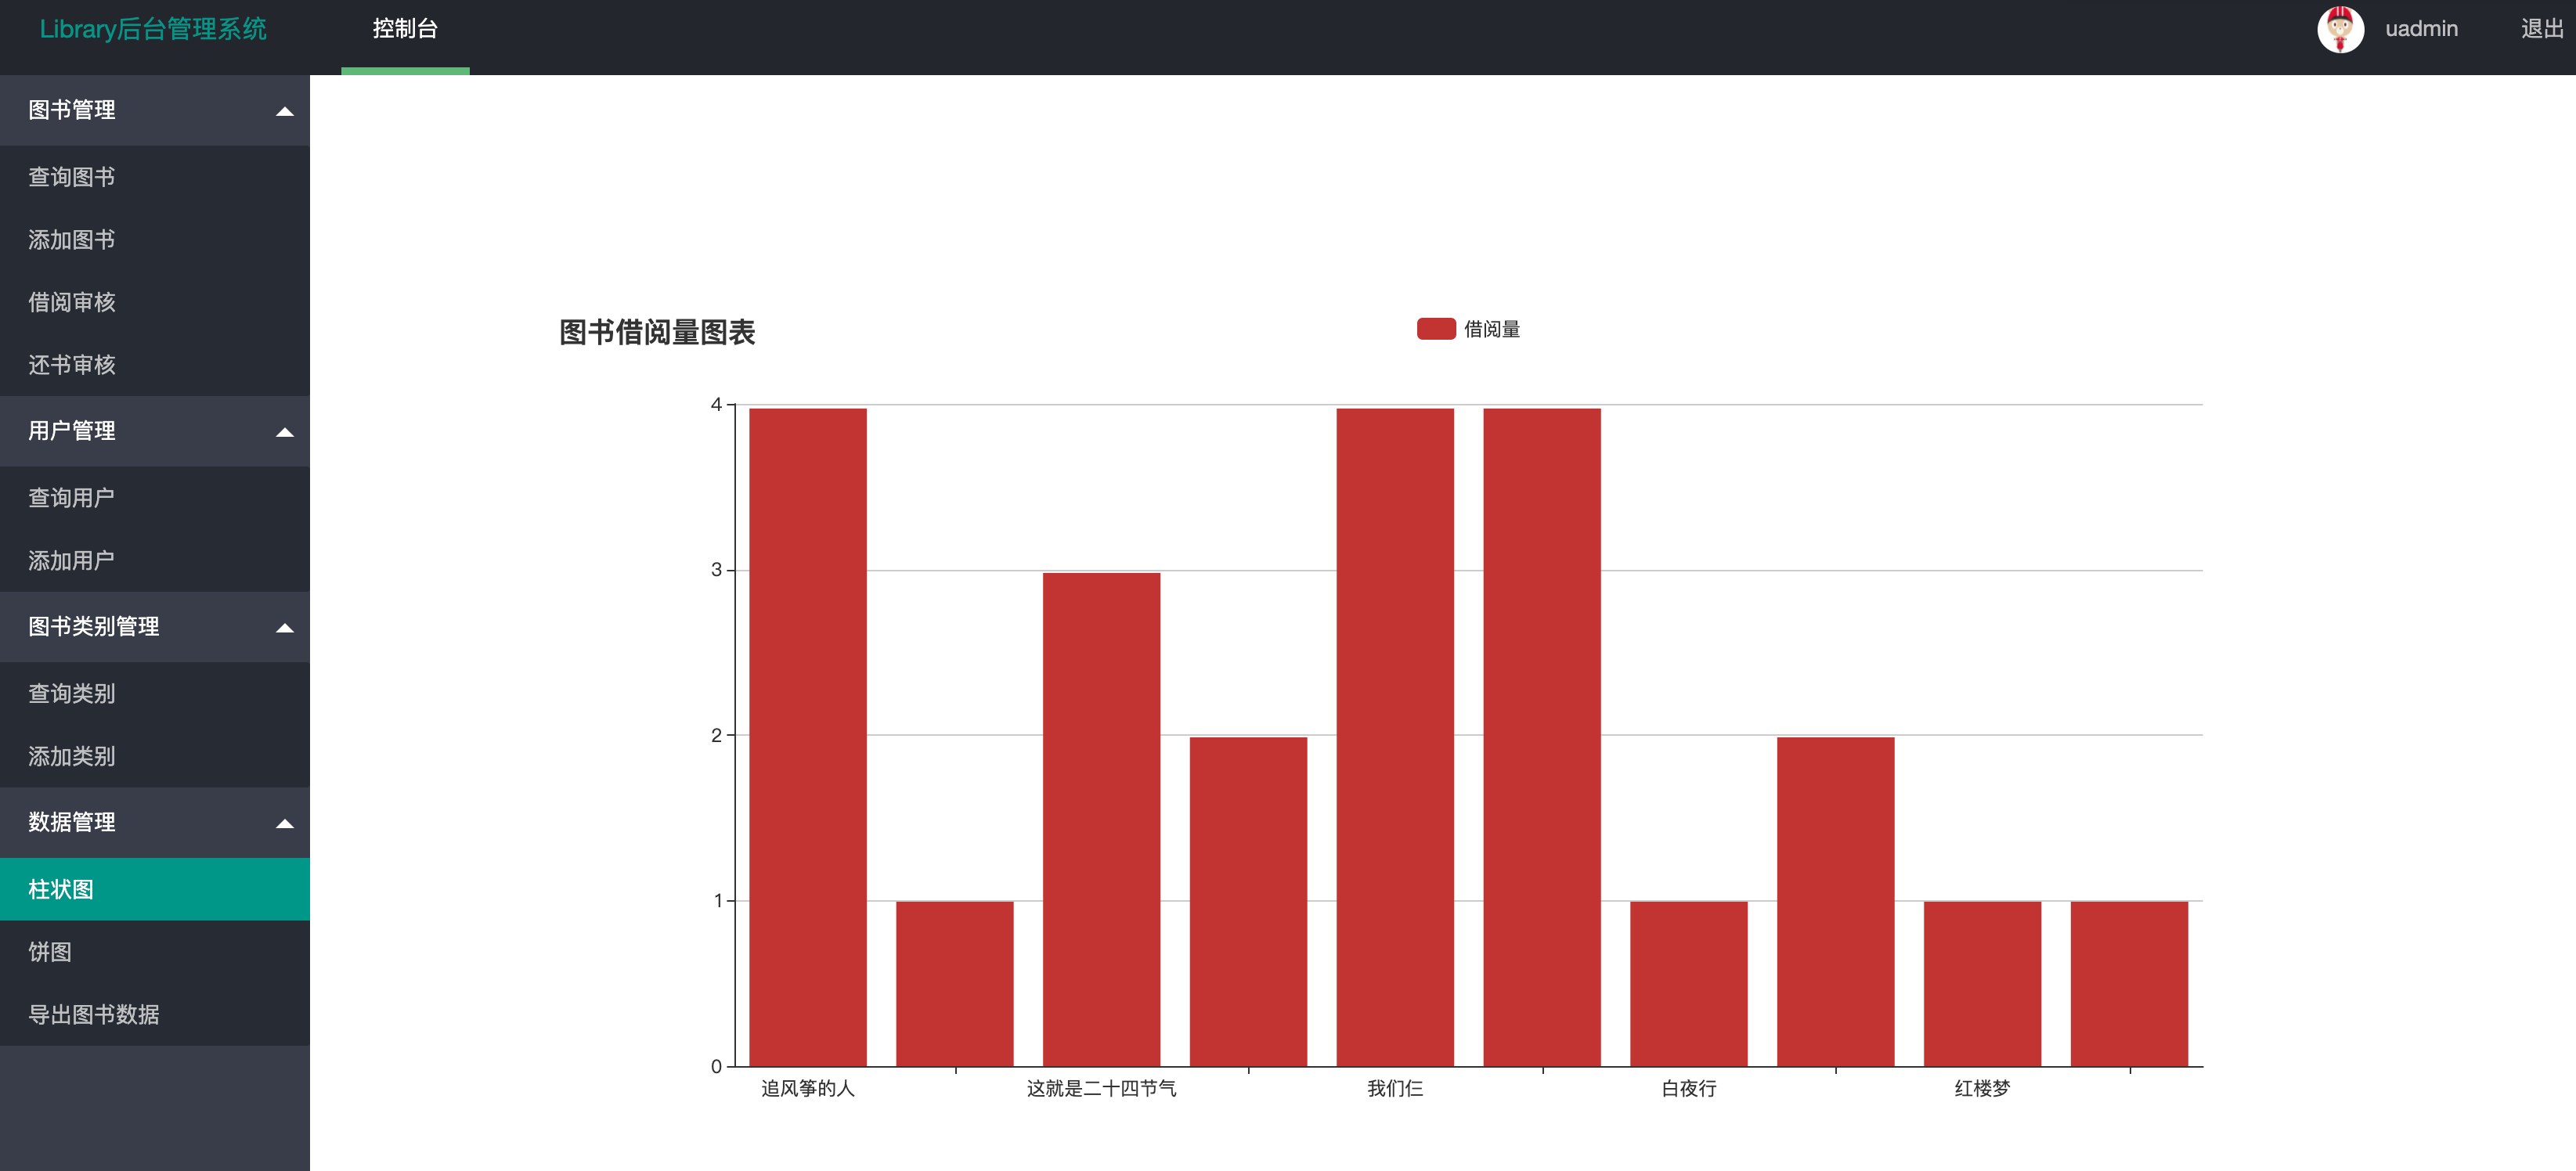 Library后台管理系统
控制台
uadmin
退出
图书管理
查询图书
添加图书
借阅审核
还书审核
用户管理
查询用户
添加用户
图书类别管理
查询类别
添加类别
数据管理
柱状图
饼图
导出图书数据
图书借阅量图表
借阅量
4
3
2
1
0
追风筝的人
这就是二十四节气
我们仨
白夜行
红楼梦